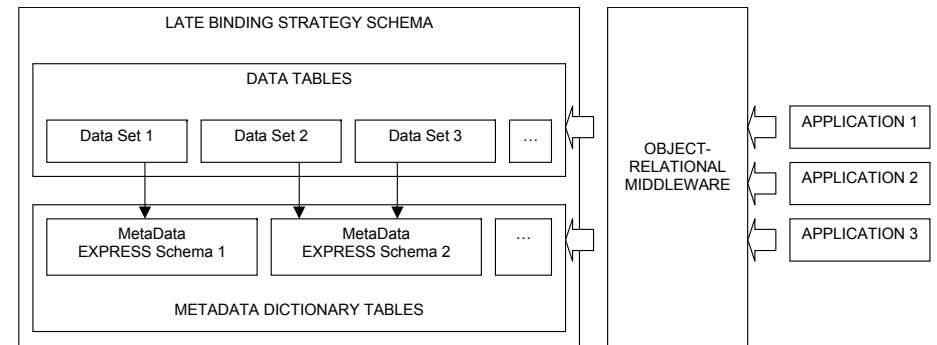 LATE BINDING STRATEGY SCHEMA
DATA TABLES
Data Set 1
Data Set 2
Data Set 3
…
MetaData
EXPRESS Schema 1
MetaData
EXPRESS Schema 2
…
METADATA DICTIONARY TABLES
OBJECT-
RELATIONAL
MIDDLEWARE
APPLICATION 1
APPLICATION 2
APPLICATION 3